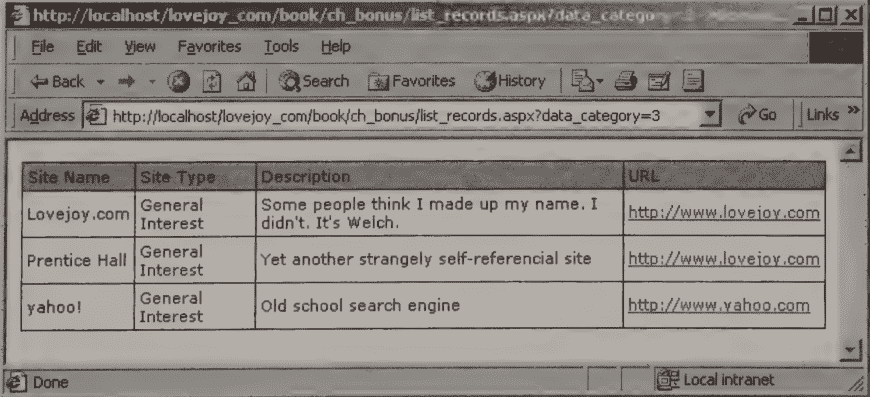 http://localhost/lovejoy_com/book/ch_bonus/list_records.aspx?data_catego
File Edit View Favorites Tools Help
Back Search Favorites History
Address http://localhost/lovejoy_com/book/ch_bonus/list_records.aspx?data_category=3 Go Links »
Site Name Site Type Description URL
Lovejoy.com General Interest Some people think I made up my name. I didn't. It's Welch. http://www.lovejoy.com
Prentice Hall General Interest Yet another strangely self-referencial site http://www.lovejoy.com
yahoo! General Interest Old school search engine http://www.yahoo.com
Done Local intranet